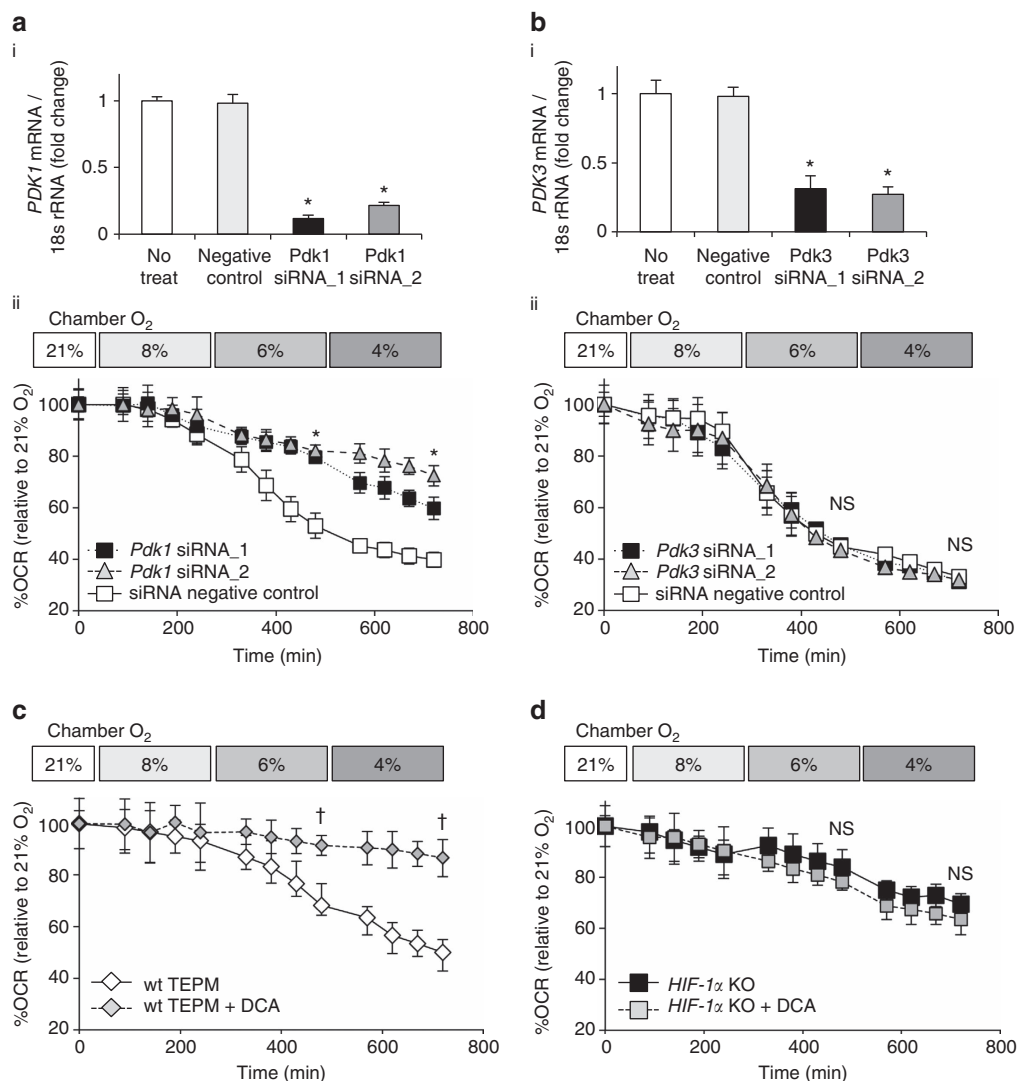 a
i
PDK1 mRNA /
18s rRNA (fold change)
1
0.5
0
*
*
No
treat
Negative
control
Pdk1
siRNA_1
Pdk1
siRNA_2
ii
Chamber O2
21%
8%
6%
4%
%OCR (relative to 21% O2)
100
80
60
40
20
*
*
Pdk1 siRNA_1
Pdk1 siRNA_2
siRNA negative control
0
200
400
600
800
Time (min)
b
i
PDK3 mRNA /
18s rRNA (fold change)
1
0.5
0
*
*
No
treat
Negative
control
Pdk3
siRNA_1
Pdk3
siRNA_2
ii
Chamber O2
21%
8%
6%
4%
%OCR (relative to 21% O2)
100
80
60
40
20
NS
NS
Pdk3 siRNA_1
Pdk3 siRNA_2
siRNA negative control
0
200
400
600
800
Time (min)
c
Chamber O2
21%
8%
6%
4%
%OCR (relative to 21% O2)
100
80
60
40
20
†
†
wt TEPM
wt TEPM + DCA
0
200
400
600
800
Time (min)
d
Chamber O2
21%
8%
6%
4%
%OCR (relative to 21% O2)
100
80
60
40
20
NS
NS
HIF-1α KO
HIF-1α KO + DCA
0
200
400
600
800
Time (min)